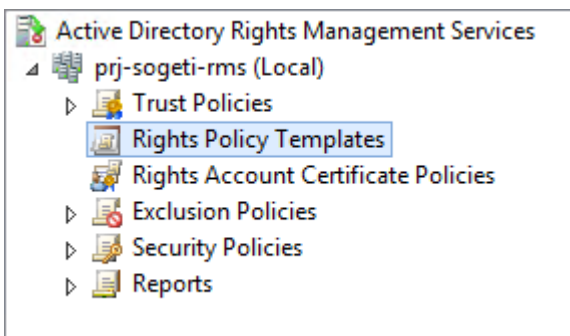 Active Directory Rights Management Services
prj-sogeti-rms (Local)
Trust Policies
Rights Policy Templates
Rights Account Certificate Policies
Exclusion Policies
Security Policies
Reports